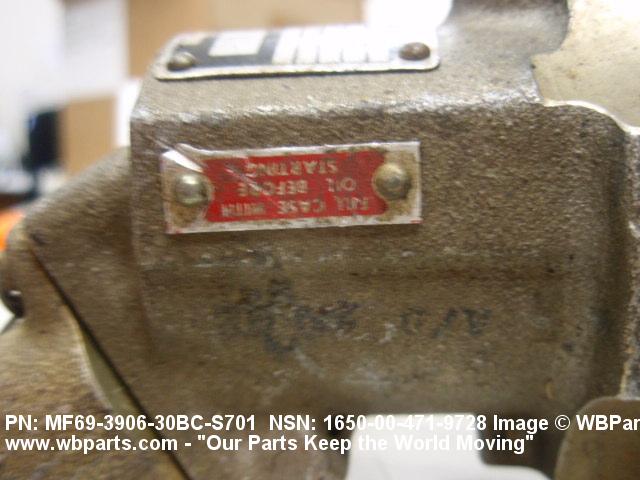 FILL CASE WITH
OIL BEFORE
STARTING
PN: MF69-3906-30BC-S701 NSN: 1650-00-471-9728 Image © WBPar
www.wbparts.com - "Our Parts Keep the World Moving"